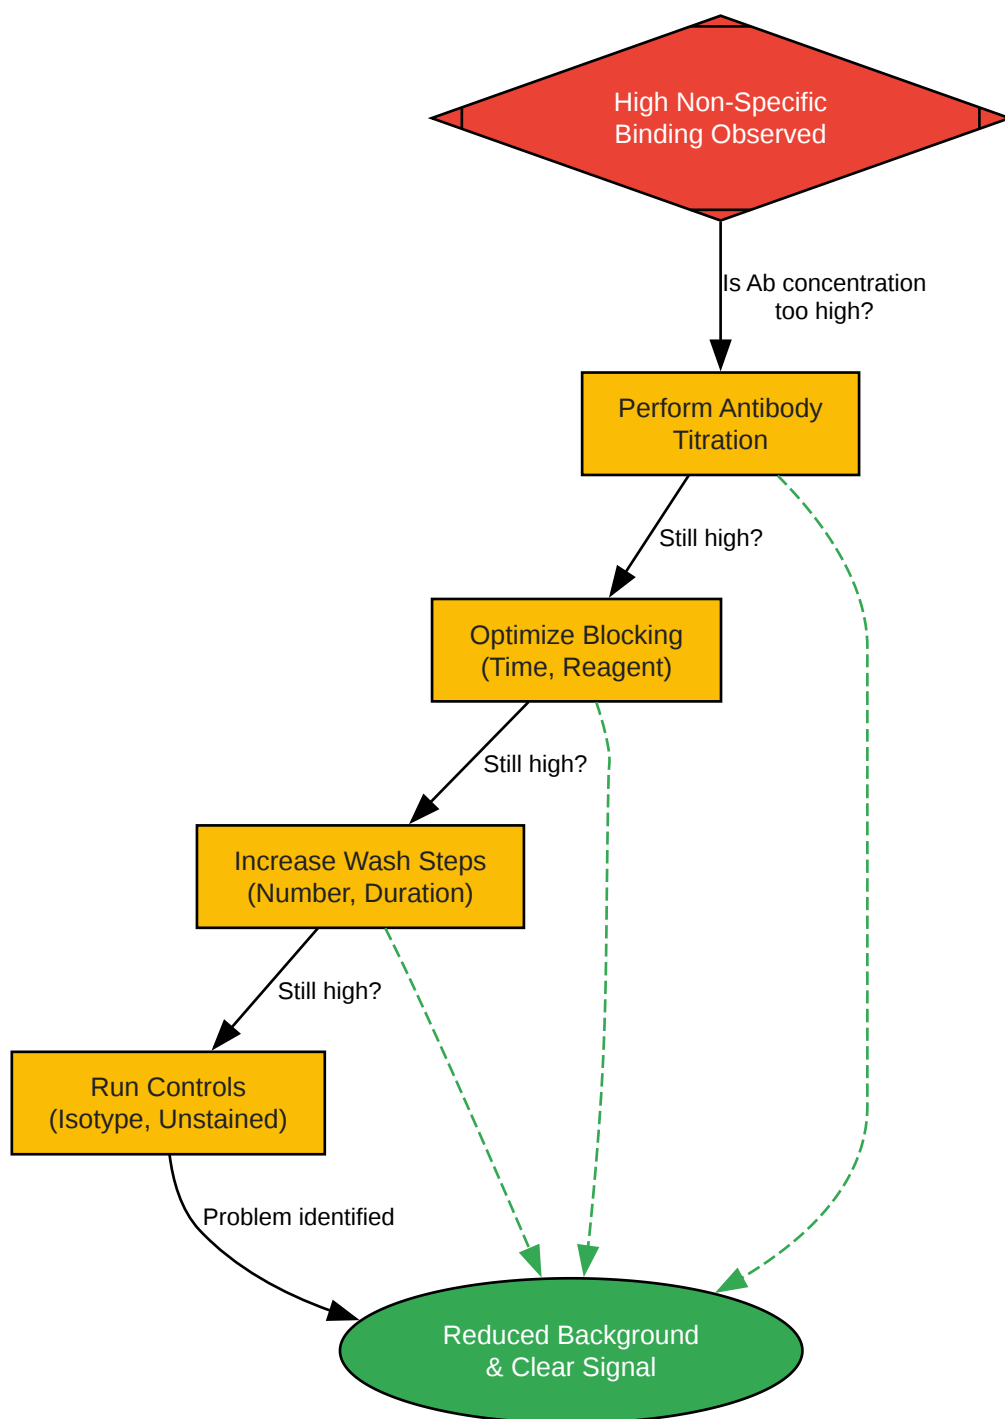 High Non-Specific
Binding Observed
Is Ab concentration
too high?
Perform Antibody
Titration
Still high?
Optimize Blocking
(Time, Reagent)
Still high?
Increase Wash Steps
(Number, Duration)
Still high?
Run Controls
(Isotype, Unstained)
Problem identified
Reduced Background
& Clear Signal